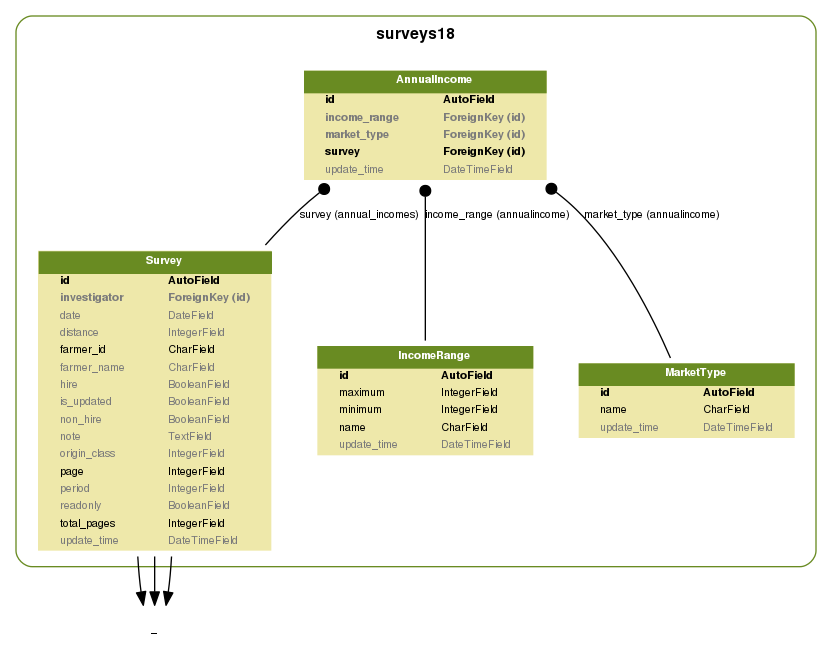 surveys18
AnnualIncome
id AutoField
income_range ForeignKey (id)
market_type ForeignKey (id)
survey ForeignKey (id)
update_time DateTimeField
survey (annual_incomes) income_range (annualincome) market_type (annualincome)
Survey
id AutoField
investigator ForeignKey (id)
date DateField
distance IntegerField
farmer_id CharField
farmer_name CharField
hire BooleanField
is_updated BooleanField
non_hire BooleanField
note TextField
origin_class IntegerField
page IntegerField
period IntegerField
readonly BooleanField
total_pages IntegerField
update_time DateTimeField
IncomeRange
id AutoField
maximum IntegerField
minimum IntegerField
name CharField
update_time DateTimeField
MarketType
id AutoField
name CharField
update_time DateTimeField
_